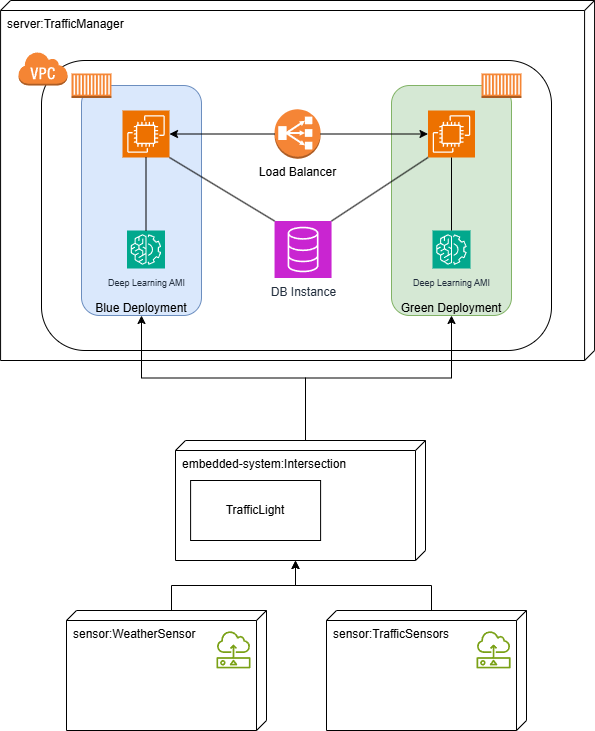 server:TrafficManager
VPC
Load Balancer
Deep Learning AMI
Deep Learning AMI
DB Instance
Blue Deployment
Green Deployment
embedded-system:Intersection
TrafficLight
sensor:WeatherSensor
sensor:TrafficSensors